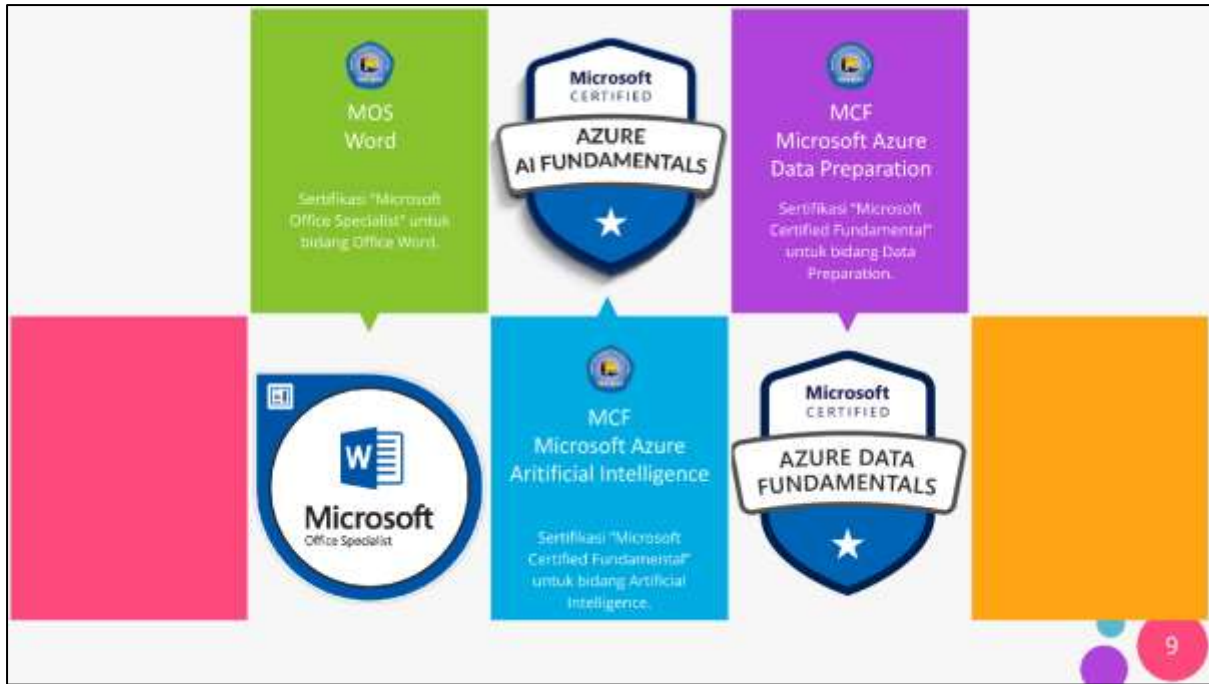 MOS
Word
Sertifikasi "Microsoft
Office Specialist" untuk
bidang Office Word.
Microsoft
CERTIFIED
AZURE
AI FUNDAMENTALS
MCF
Microsoft Azure
Data Preparation
Sertifikasi "Microsoft
Certified Fundamental"
untuk bidang Data
Preparation.
W
Microsoft
Office Specialist
MCF
Microsoft Azure
Aritificial Intelligence
Sertifikasi "Microsoft
Certified Fundamental"
untuk bidang Artificial
Intelligence.
Microsoft
CERTIFIED
AZURE DATA
FUNDAMENTALS
9